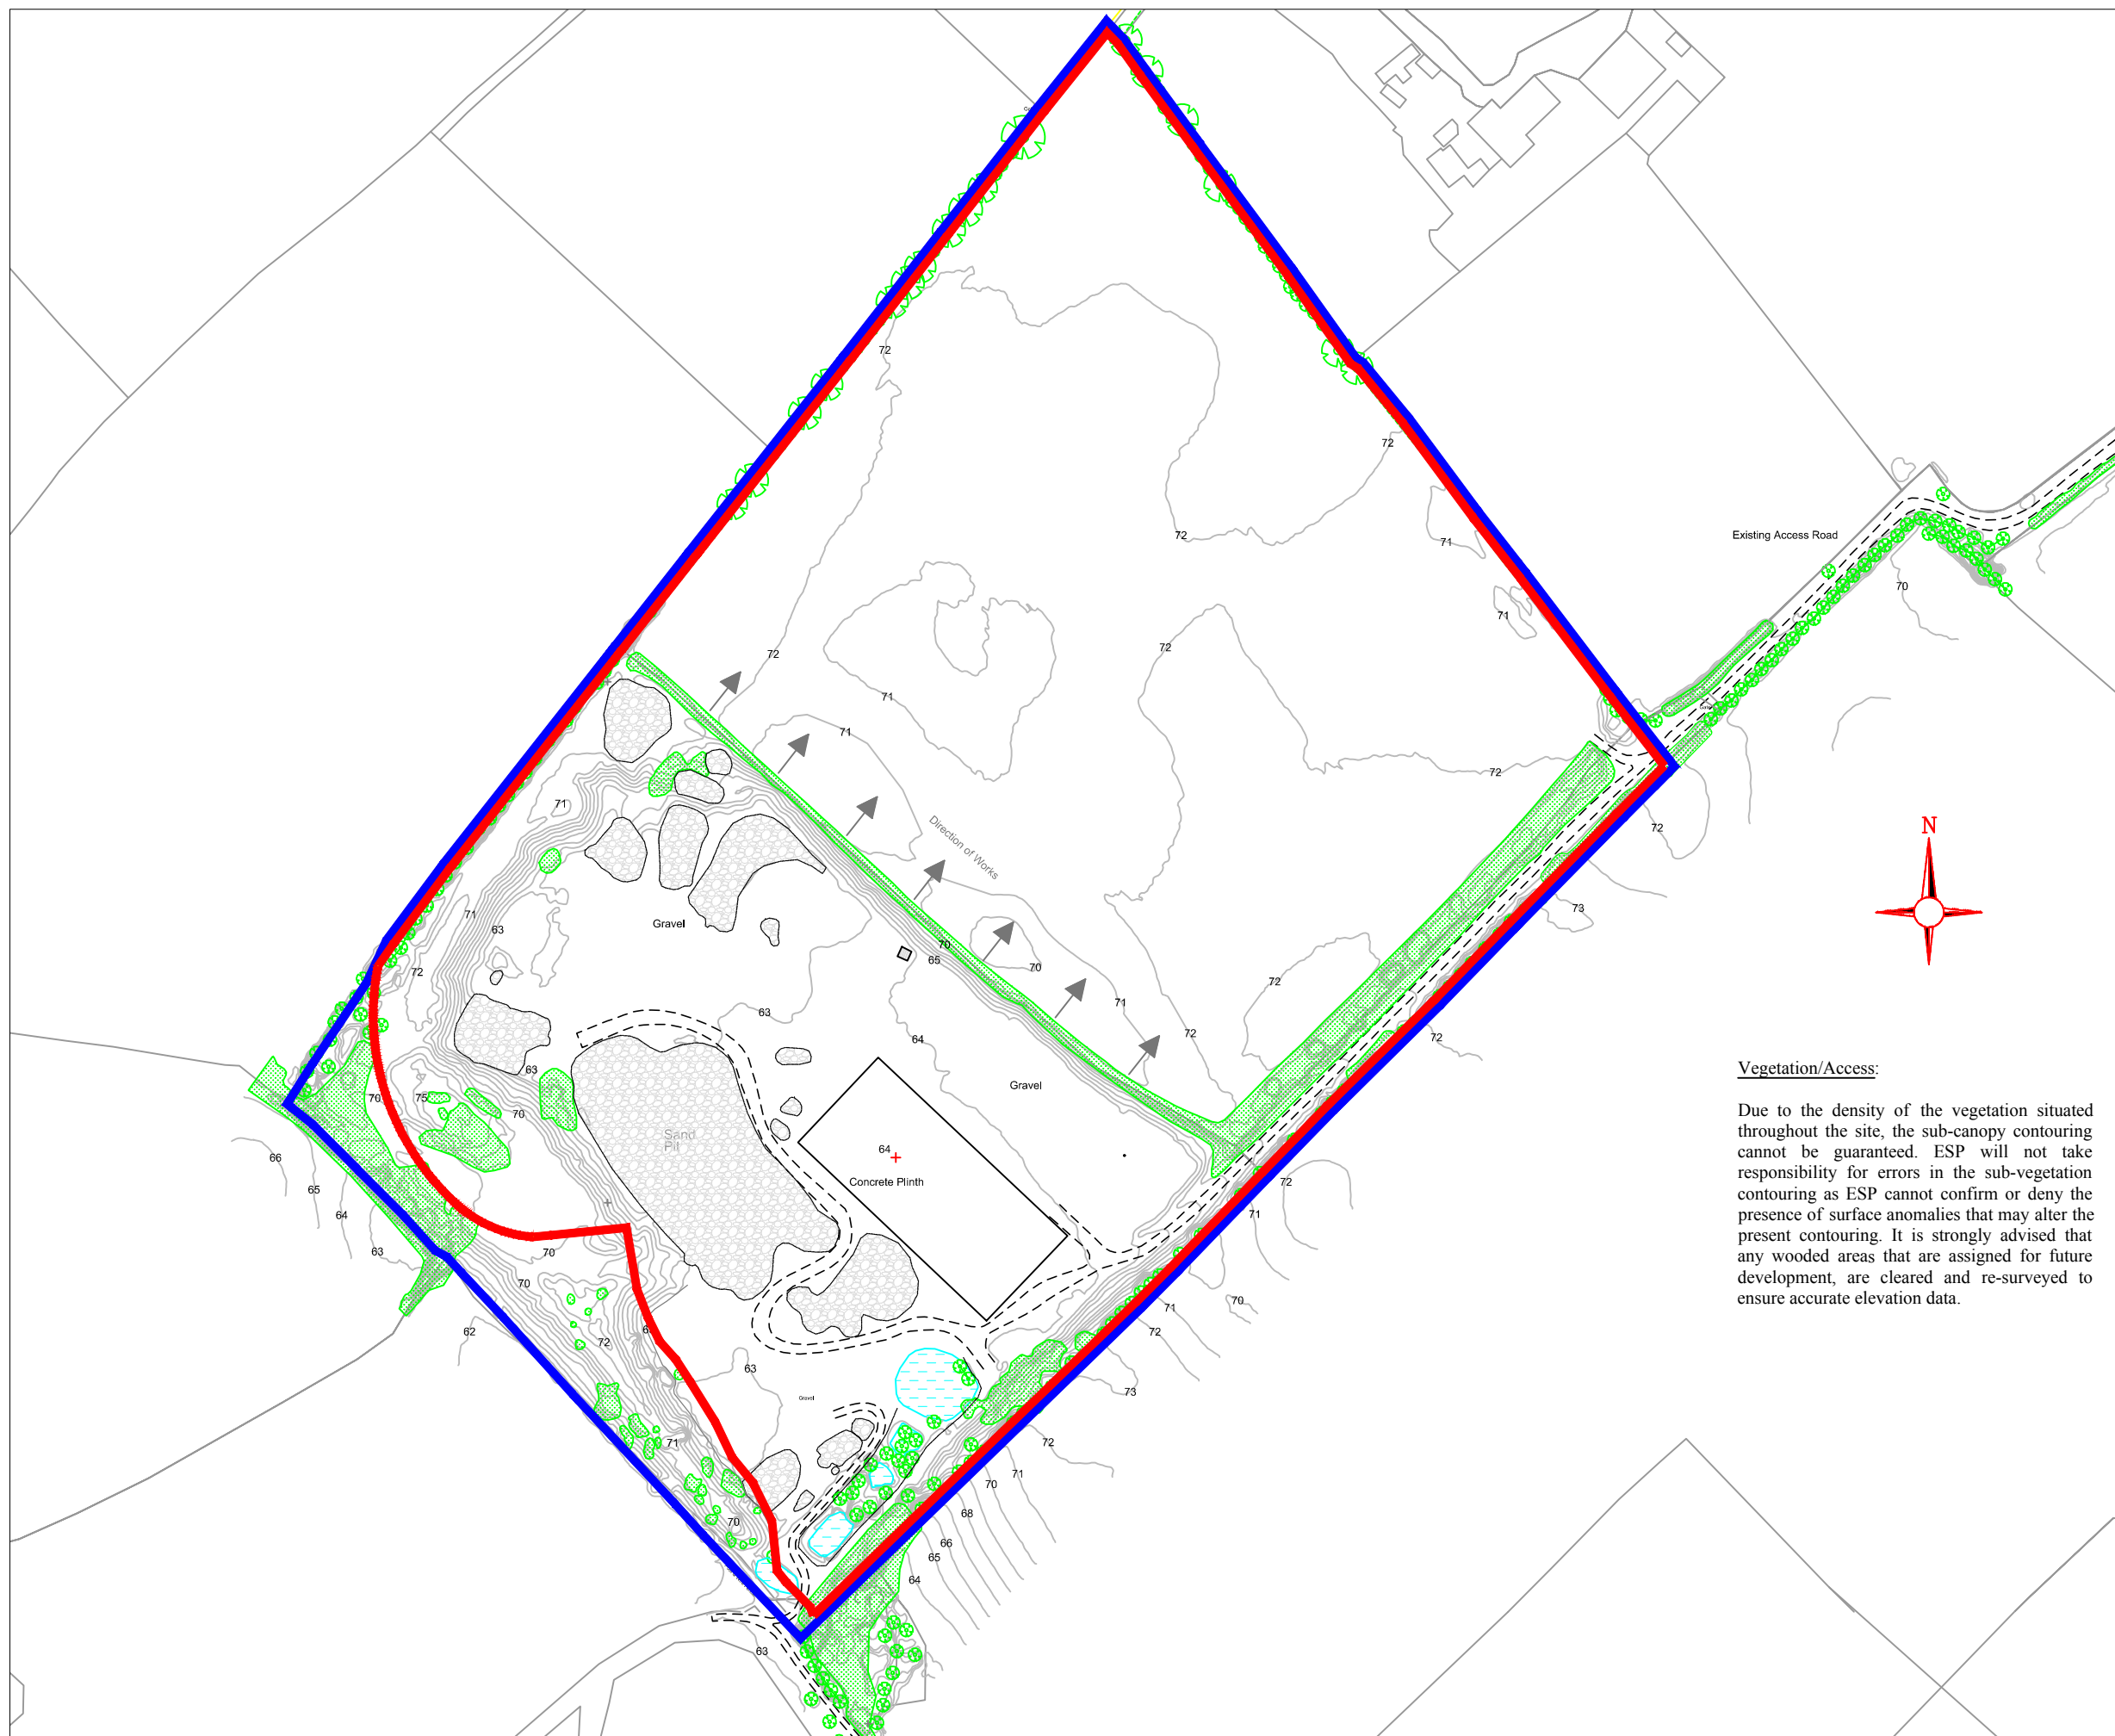 72
72
71
72
Existing Access Road
70
71
72
72
71
71
72
Direction of Works
71
72
N
71
63
Gravel
73
70
65
70
72
72
71
63
64
72
72
63
Gravel
70
75
70
Sand
Pil
64
Concrete Plinth
66
65
64
63
70
70
72
71
70
71
72
62
72
63
73
Gravel
71
72
71
70
68
70
66
65
64
63
Vegetation/Access:
Due to the density of the vegetation situated
throughout the site, the sub-canopy contouring
cannot be guaranteed. ESP will not take
responsibility for errors in the sub-vegetation
contouring as ESP cannot confirm or deny the
presence of surface anomalies that may alter the
present contouring. It is strongly advised that
any wooded areas that are assigned for future
development, are cleared and re-surveyed to
ensure accurate elevation data.